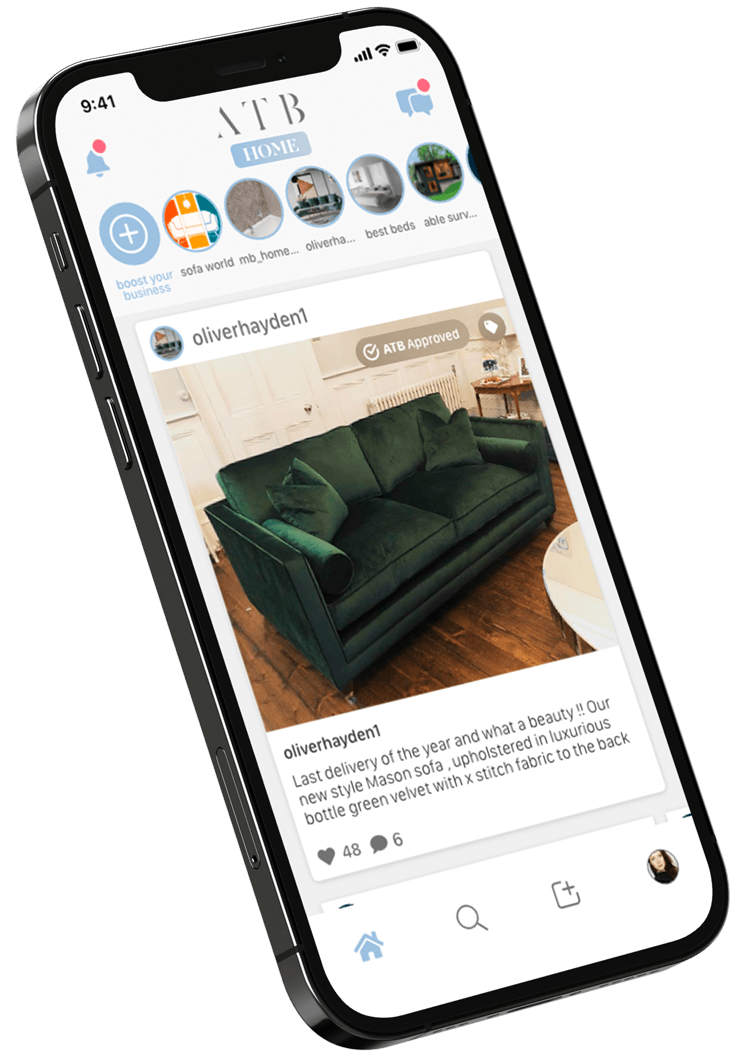 9:41
ATB
HOME
boost your
business
sofa world
mb_home...
oliverha...
best beds
able surv...
oliverhayden1
ATB Approved
oliverhayden1
Last delivery of the year and what a beauty !! Our
new style Mason sofa , upholstered in luxurious
bottle green velvet with x stitch fabric to the back
48
6